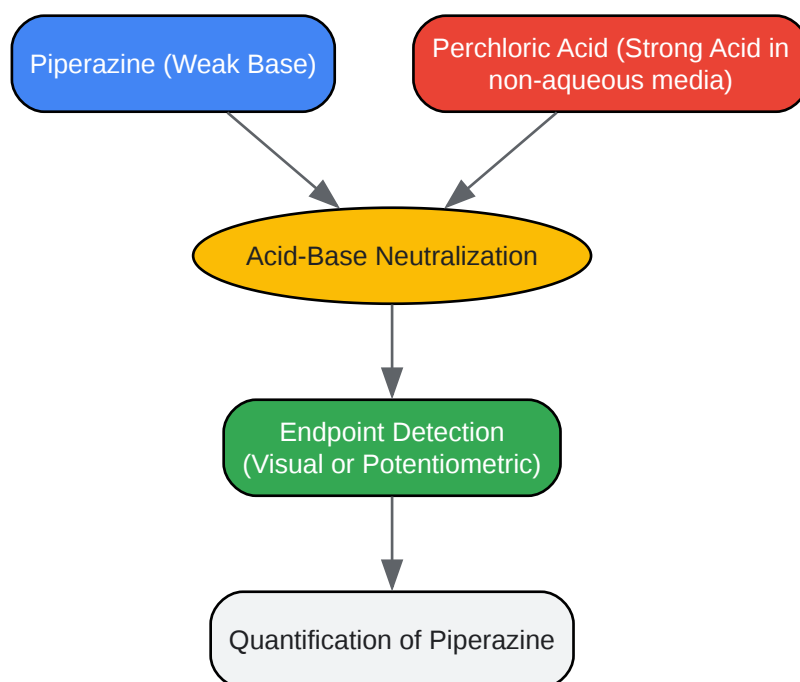 Piperazine (Weak Base)
Perchloric Acid (Strong Acid in
non-aqueous media)
Acid-Base Neutralization
Endpoint Detection
(Visual or Potentiometric)
Quantification of Piperazine